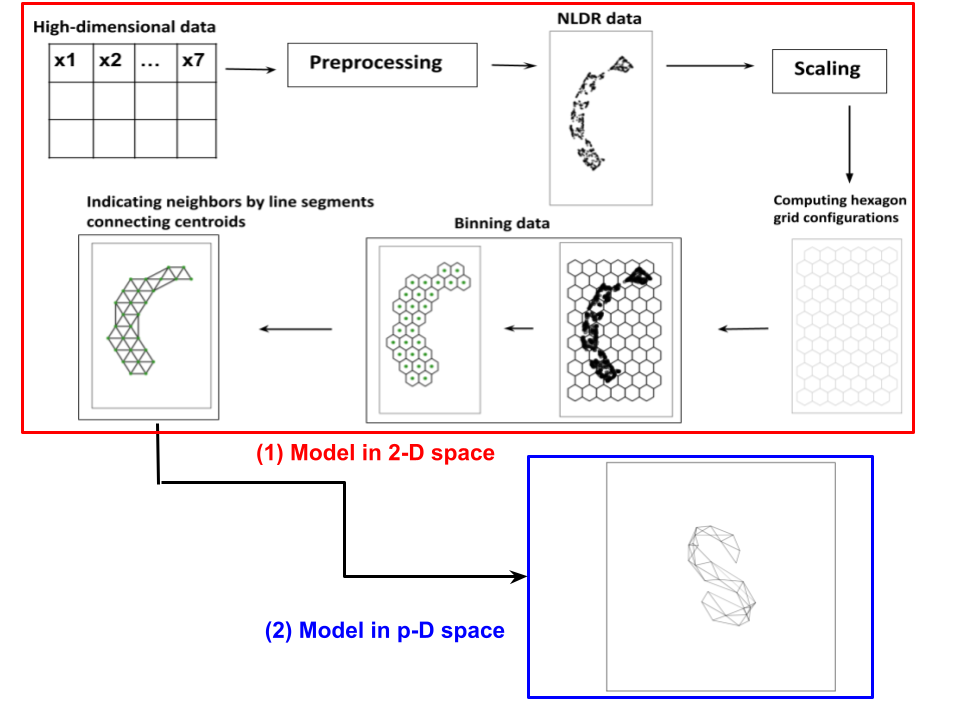 High-dimensional data
x1 x2 ... x7
Preprocessing
NLDR data
Scaling
Computing hexagon
grid configurations
Binning data
Indicating neighbors by line segments
connecting centroids
(1) Model in 2-D space
(2) Model in p-D space